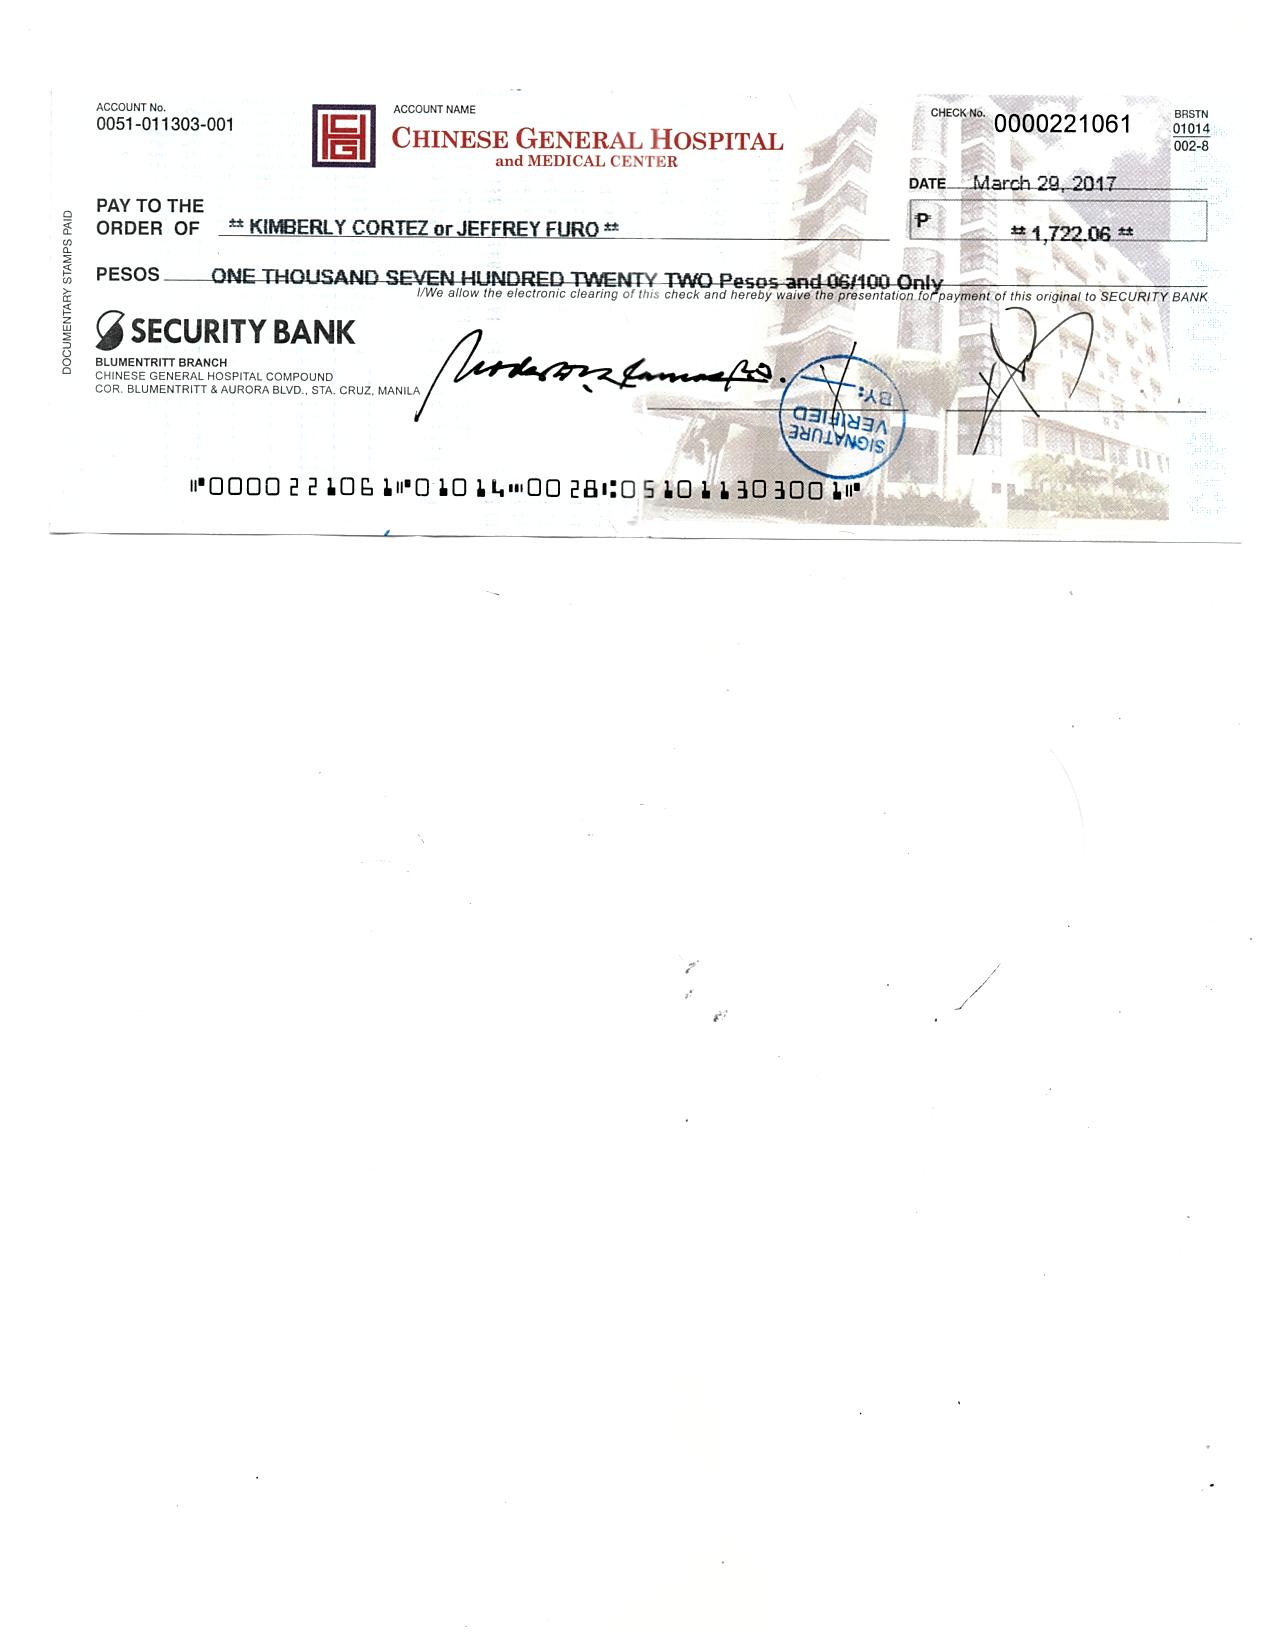 ACCOUNT No.
0051-011303-001
CHG
ACCOUNT NAME
CHINESE GENERAL HOSPITAL
and MEDICAL CENTER
CHECK No. 0000221061
BRSTN
01014
002-8
DATE March 29, 2017
PAY TO THE
ORDER OF ** KIMBERLY CORTEZ or JEFFREY FURO **
P ** 1,722.06 **
PESOS ONE THOUSAND SEVEN HUNDRED TWENTY TWO Pesos and 06/100 Only
I/We allow the electronic clearing of this check and hereby waive the presentation for payment of this original to SECURITY BANK
DOCUMENTARY STAMPS PAID
SECURITY BANK
BLUMENTRITT BRANCH
CHINESE GENERAL HOSPITAL COMPOUND
COR. BLUMENTRITT & AURORA BLVD., STA. CRUZ, MANILA
SIGNATURE
VERIFIED
BY:
⑈0000221061⑈01014⑉0028⑆051011303001⑈